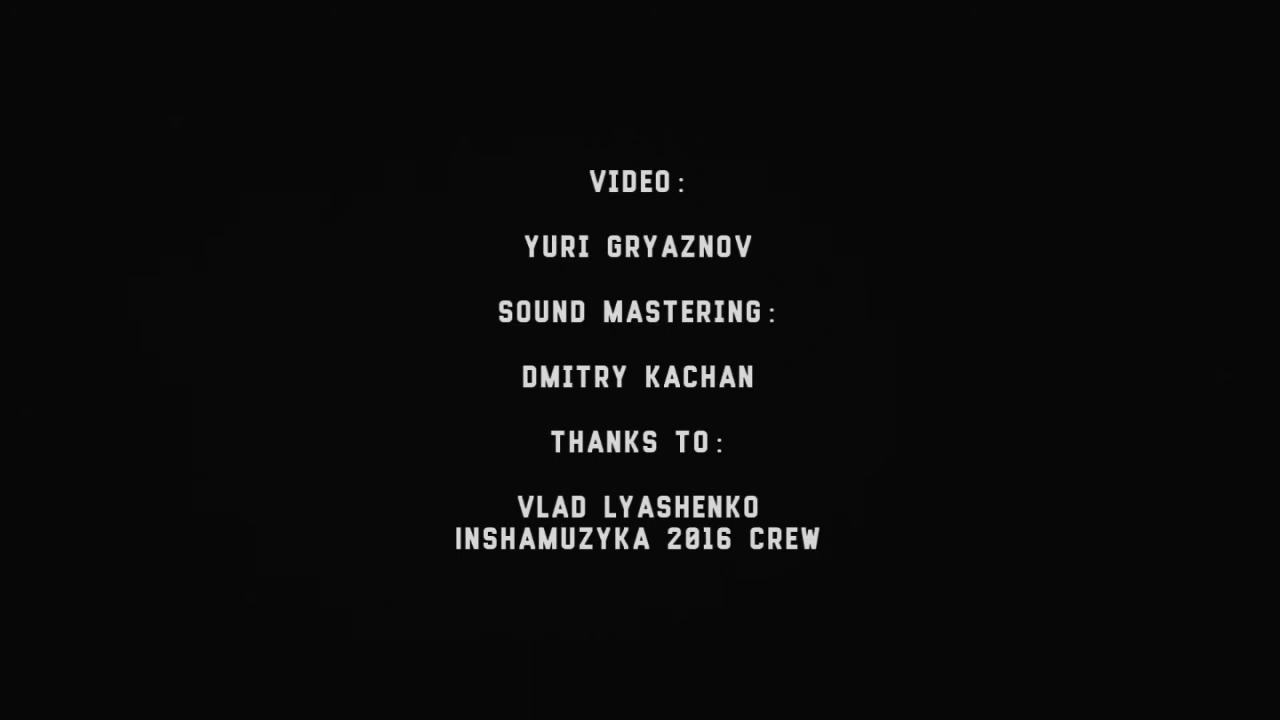 VIDEO:
YURI GRYAZNOV
SOUND MASTERING:
DMITRY KACHAN
THANKS TO:
VLAD LYASHENKO
INSHAMUZYKA 2016 CREW